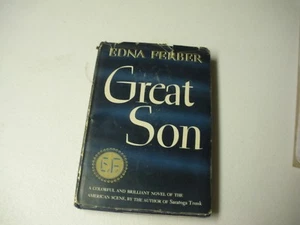 EDNA FERBER
Great
Son
EF
A COLORFUL AND BRILLIANT NOVEL OF THE
AMERICAN SCENE, BY THE AUTHOR OF Saratoga Trunk